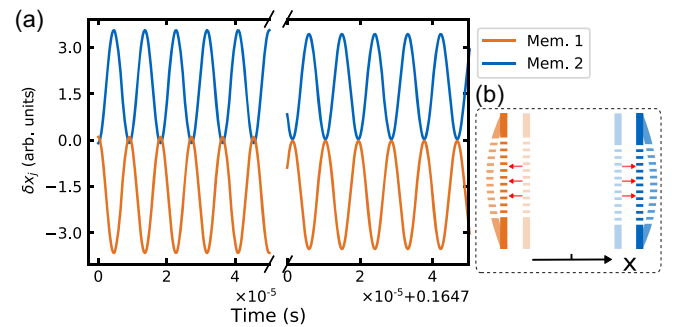 (a)
δxj (arb. units)
3.0
1.5
0.0
−1.5
−3.0
0 2 4 0 2 4
×10-5 ×10-5+0.1647
Time (s)
Mem. 1
Mem. 2
(b)
X